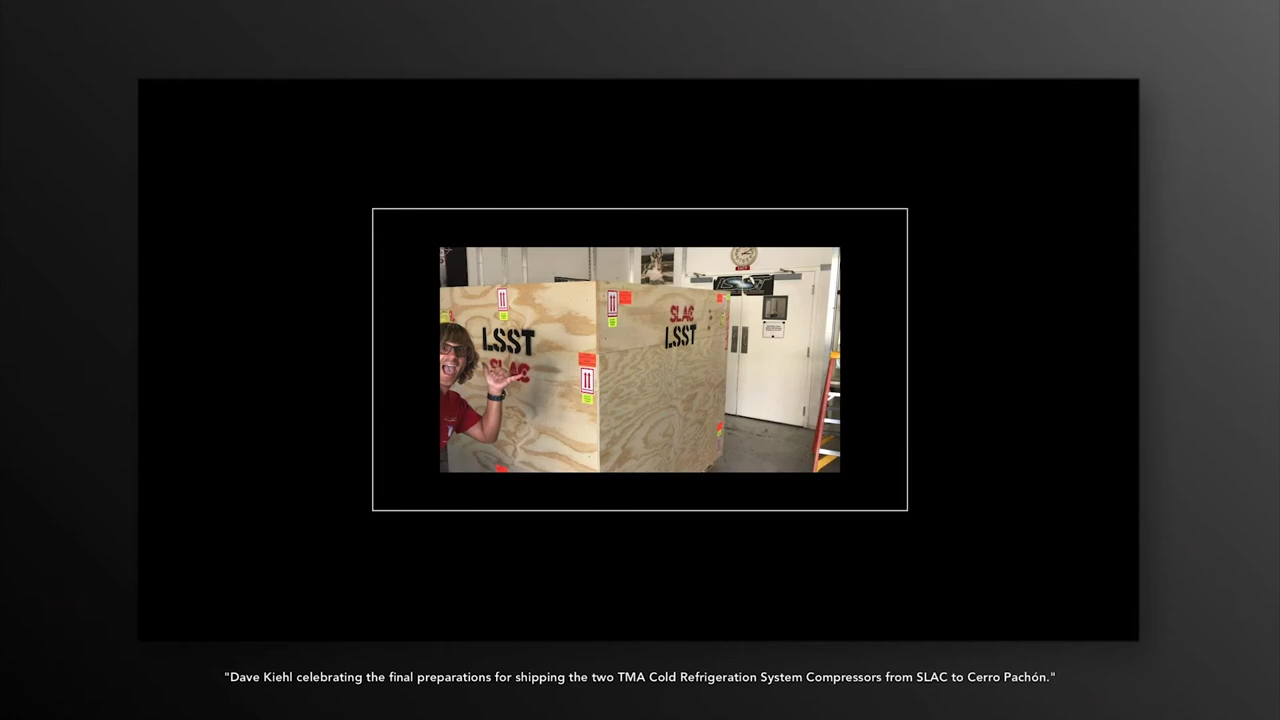 LSST
SLAC
SLAC
LSST
LSST
"Dave Kiehl celebrating the final preparations for shipping the two TMA Cold Refrigeration System Compressors from SLAC to Cerro Pachón."